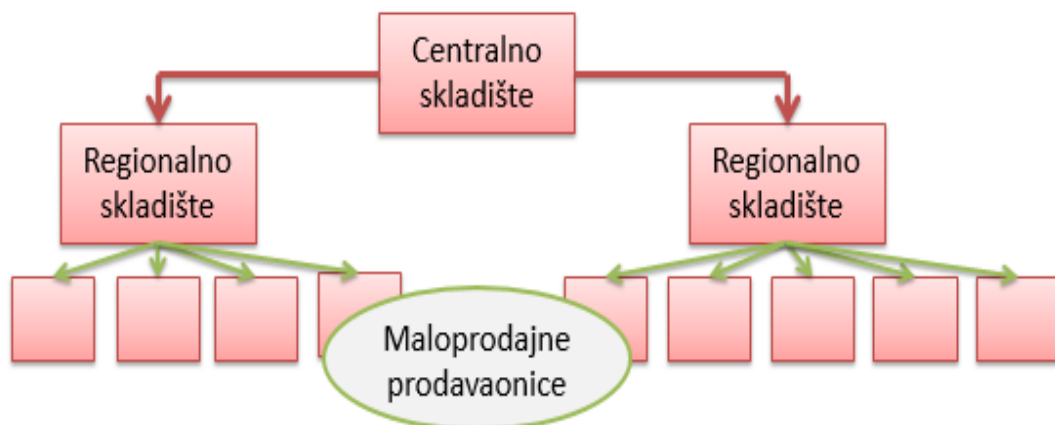 Centralno
skladište
Regionalno
skladište
Regionalno
skladište
Maloprodajne
prodavaonice